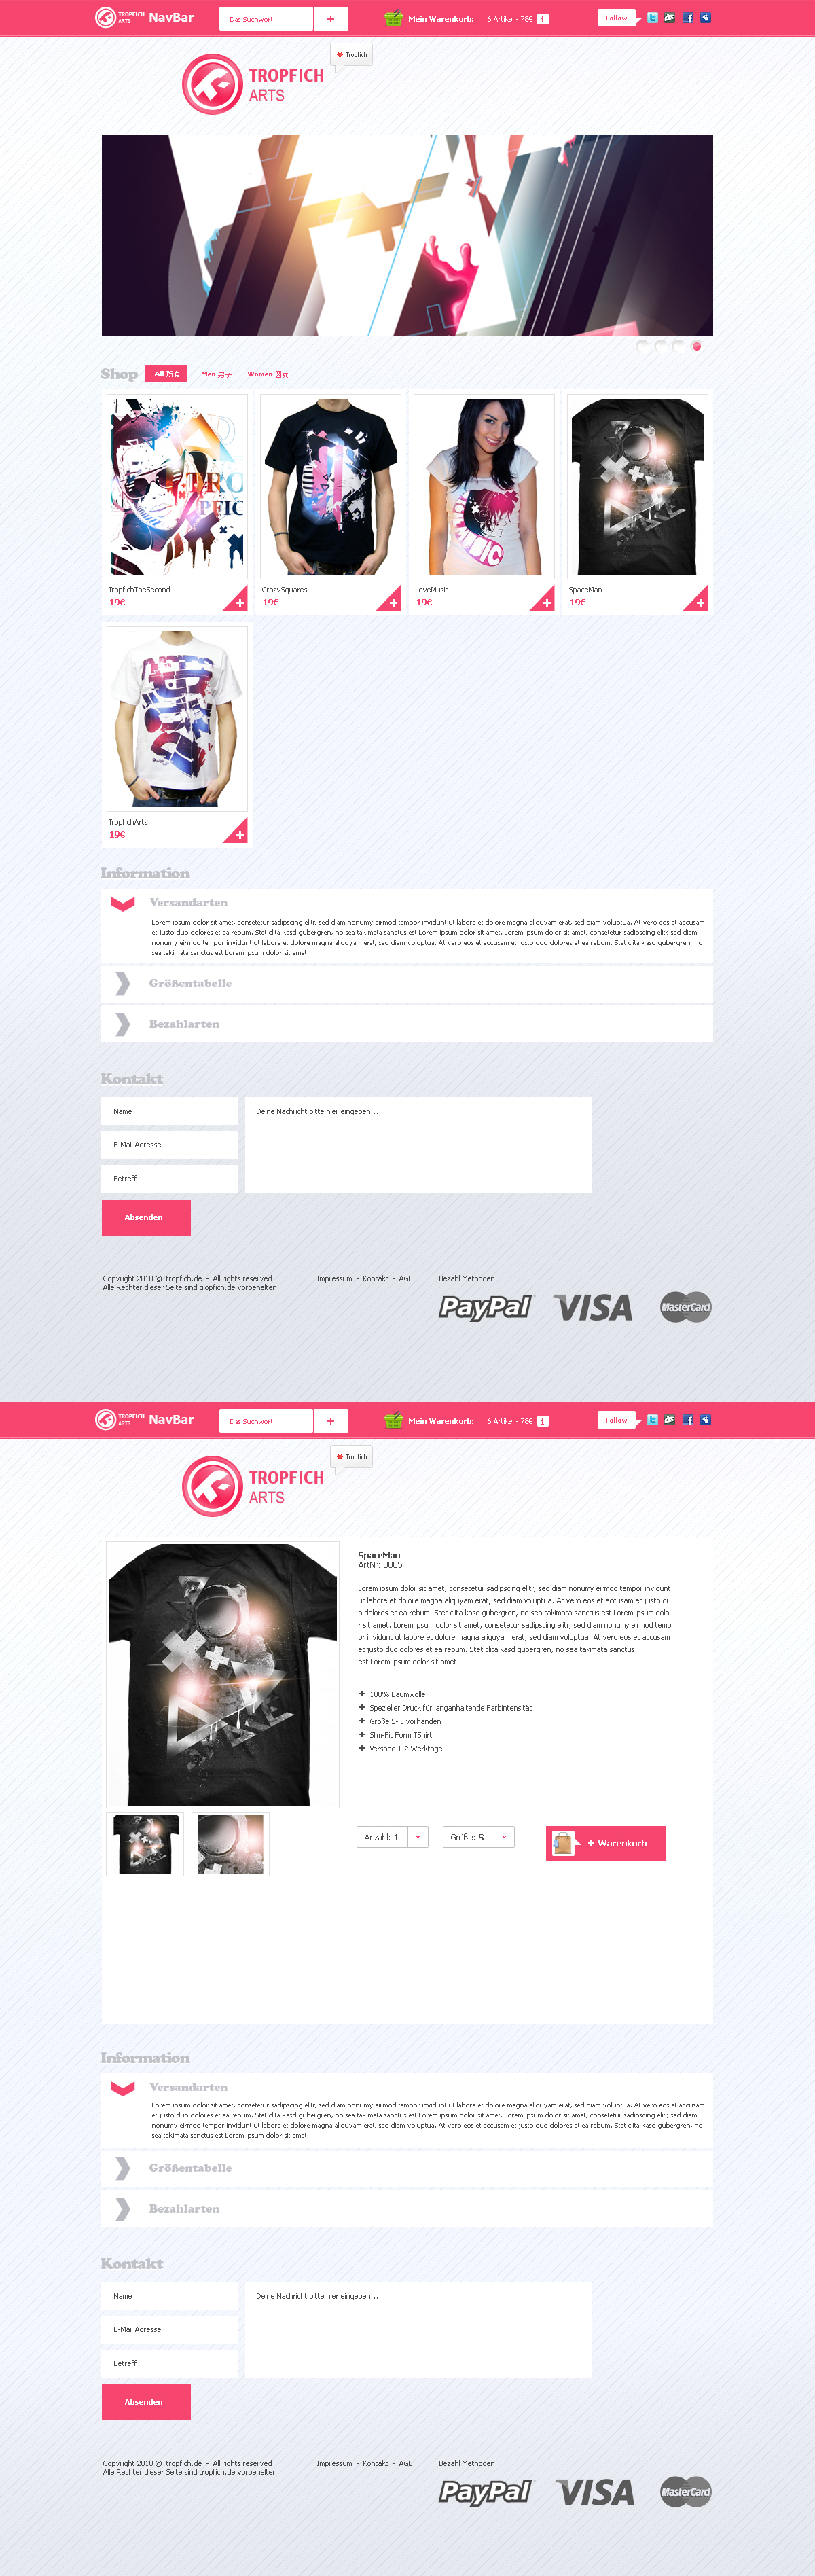 TROPFICH ARTS NavBar Das Suchwort... + Mein Warenkorb: 6 Artikel - 78€ i Follow
Tropfich
TROPFICH
ARTS
Shop All 所有 Men 男子 Women 囡女
TropfichTheSecond
19€
CrazySquares
19€
LoveMusic
19€
SpaceMan
19€
TropfichArts
19€
Information
Versandarten
Lorem ipsum dolor sit amet, consetetur sadipscing elitr, sed diam nonumy eirmod tempor invidunt ut labore et dolore magna aliquyam erat, sed diam voluptua. At vero eos et accusam
et justo duo dolores et ea rebum. Stet clita kasd gubergren, no sea takimata sanctus est Lorem ipsum dolor sit amet. Lorem ipsum dolor sit amet, consetetur sadipscing elitr, sed diam
nonumy eirmod tempor invidunt ut labore et dolore magna aliquyam erat, sed diam voluptua. At vero eos et accusam et justo duo dolores et ea rebum. Stet clita kasd gubergren, no
sea takimata sanctus est Lorem ipsum dolor sit amet.
Größentabelle
Bezahlarten
Kontakt
Name
Deine Nachricht bitte hier eingeben...
E-Mail Adresse
Betreff
Absenden
Copyright 2010 © tropfich.de - All rights reserved
Alle Rechter dieser Seite sind tropfich.de vorbehalten
Impressum - Kontakt - AGB
Bezahl Methoden
PayPal VISA MasterCard
TROPFICH ARTS NavBar Das Suchwort... + Mein Warenkorb: 6 Artikel - 78€ i Follow
Tropfich
TROPFICH
ARTS
SpaceMan
ArtNr: 0005
Lorem ipsum dolor sit amet, consetetur sadipscing elitr, sed diam nonumy eirmod tempor invidunt
ut labore et dolore magna aliquyam erat, sed diam voluptua. At vero eos et accusam et justo du
o dolores et ea rebum. Stet clita kasd gubergren, no sea takimata sanctus est Lorem ipsum dolo
r sit amet. Lorem ipsum dolor sit amet, consetetur sadipscing elitr, sed diam nonumy eirmod temp
or invidunt ut labore et dolore magna aliquyam erat, sed diam voluptua. At vero eos et accusam
et justo duo dolores et ea rebum. Stet clita kasd gubergren, no sea takimata sanctus
est Lorem ipsum dolor sit amet.
+ 100% Baumwolle
+ Spezieller Druck für langanhaltende Farbintensität
+ Größe S- L vorhanden
+ Slim-Fit Form TShirt
+ Versand 1-2 Werktage
Anzahl: 1
Größe: S
+ Warenkorb
Information
Versandarten
Lorem ipsum dolor sit amet, consetetur sadipscing elitr, sed diam nonumy eirmod tempor invidunt ut labore et dolore magna aliquyam erat, sed diam voluptua. At vero eos et accusam
et justo duo dolores et ea rebum. Stet clita kasd gubergren, no sea takimata sanctus est Lorem ipsum dolor sit amet. Lorem ipsum dolor sit amet, consetetur sadipscing elitr, sed diam
nonumy eirmod tempor invidunt ut labore et dolore magna aliquyam erat, sed diam voluptua. At vero eos et accusam et justo duo dolores et ea rebum. Stet clita kasd gubergren, no
sea takimata sanctus est Lorem ipsum dolor sit amet.
Größentabelle
Bezahlarten
Kontakt
Name
Deine Nachricht bitte hier eingeben...
E-Mail Adresse
Betreff
Absenden
Copyright 2010 © tropfich.de - All rights reserved
Alle Rechter dieser Seite sind tropfich.de vorbehalten
Impressum - Kontakt - AGB
Bezahl Methoden
PayPal VISA MasterCard